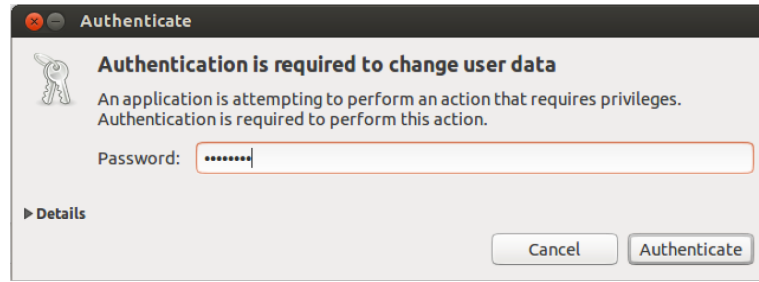 Authenticate
Authentication is required to change user data
An application is attempting to perform an action that requires privileges.
Authentication is required to perform this action.
Password: ••••••••
Details
Cancel Authenticate